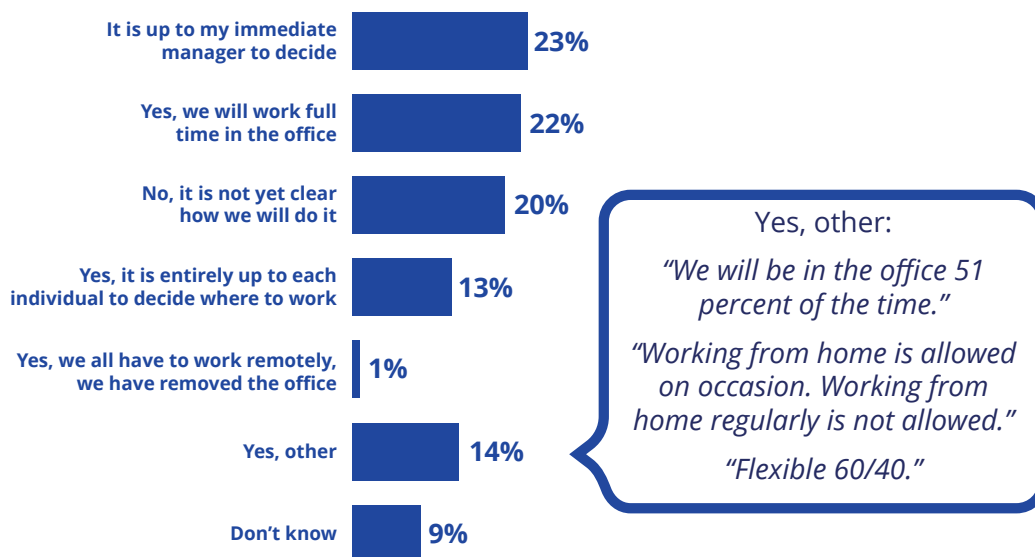 It is up to my immediate
manager to decide
23%
Yes, we will work full
time in the office
22%
No, it is not yet clear
how we will do it
20%
Yes, it is entirely up to each
individual to decide where to work
13%
Yes, we all have to work remotely,
we have removed the office
1%
Yes, other
14%
Don’t know
9%
Yes, other:
“We will be in the office 51
percent of the time.”
“Working from home is allowed
on occasion. Working from
home regularly is not allowed.”
“Flexible 60/40.”